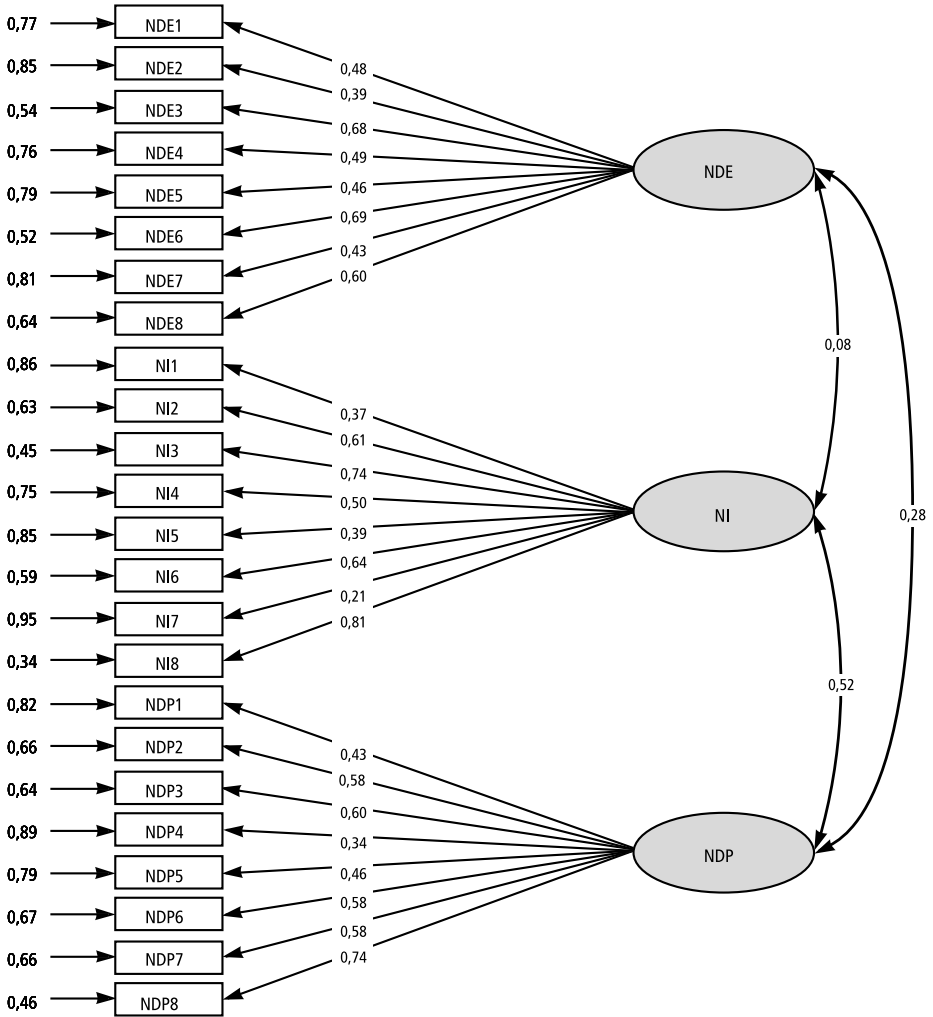 0,77 NDE1
0,48
0,85 NDE2
0,39
0,54 NDE3
0,68
0,76 NDE4
0,49
NDE
0,79 NDE5
0,46
0,52 NDE6
0,69
0,81 NDE7
0,43
0,60
0,64 NDE8
0,08
0,86 NI1
0,37
0,63 NI2
0,61
0,45 NI3
0,74
0,75 NI4
0,50
NI
0,28
0,85 NI5
0,39
0,59 NI6
0,64
0,95 NI7
0,21
0,81
0,34 NI8
0,52
0,82 NDP1
0,43
0,66 NDP2
0,58
0,64 NDP3
0,60
0,89 NDP4
0,34
NDP
0,79 NDP5
0,46
0,67 NDP6
0,58
0,66 NDP7
0,58
0,74
0,46 NDP8